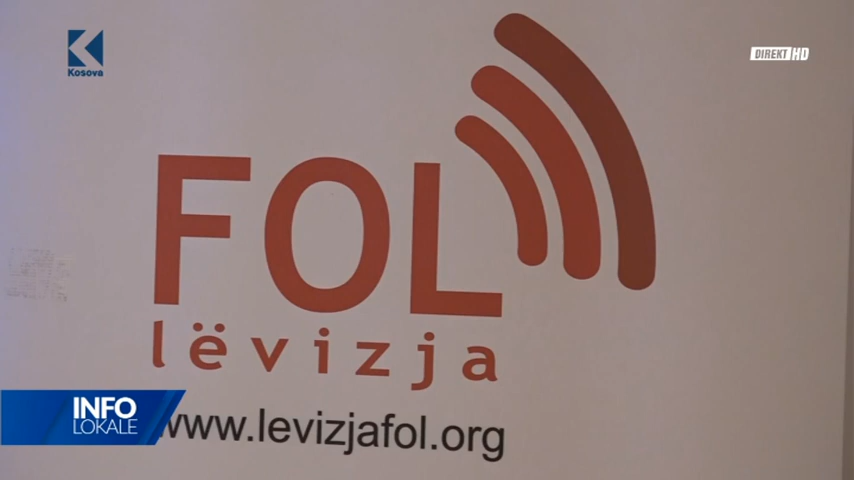 Kosova
DIREKT HD
FOL
lëvizja
www.levizjafol.org
INFO
LOKALE